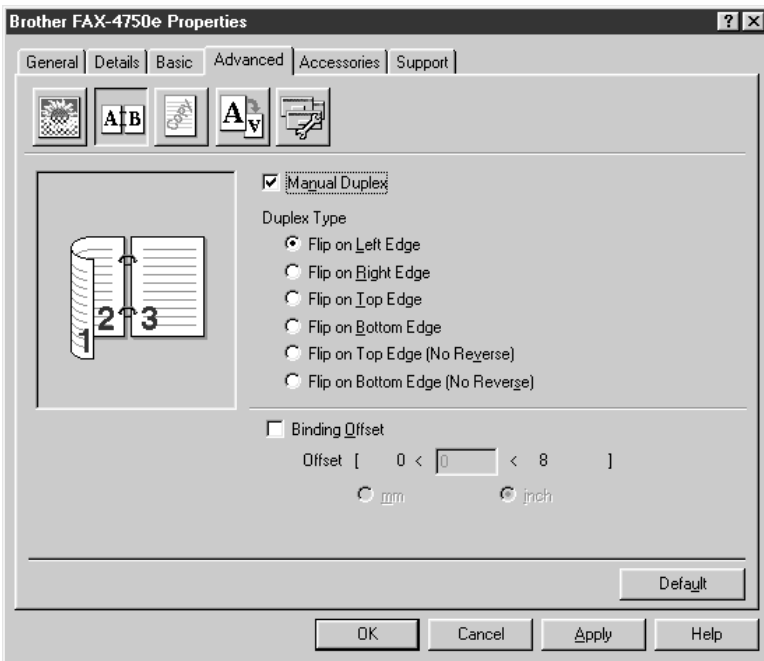 Brother FAX-4750e Properties ? X
General Details Basic Advanced Accessories Support
A B Copy A A
Manual Duplex
Duplex Type
Flip on Left Edge
Flip on Right Edge
Flip on Top Edge
Flip on Bottom Edge
Flip on Top Edge (No Reverse)
Flip on Bottom Edge (No Reverse)
1 2 3
Binding Offset
Offset [ 0 < 0 < 8 ]
mm inch
Default
OK Cancel Apply Help